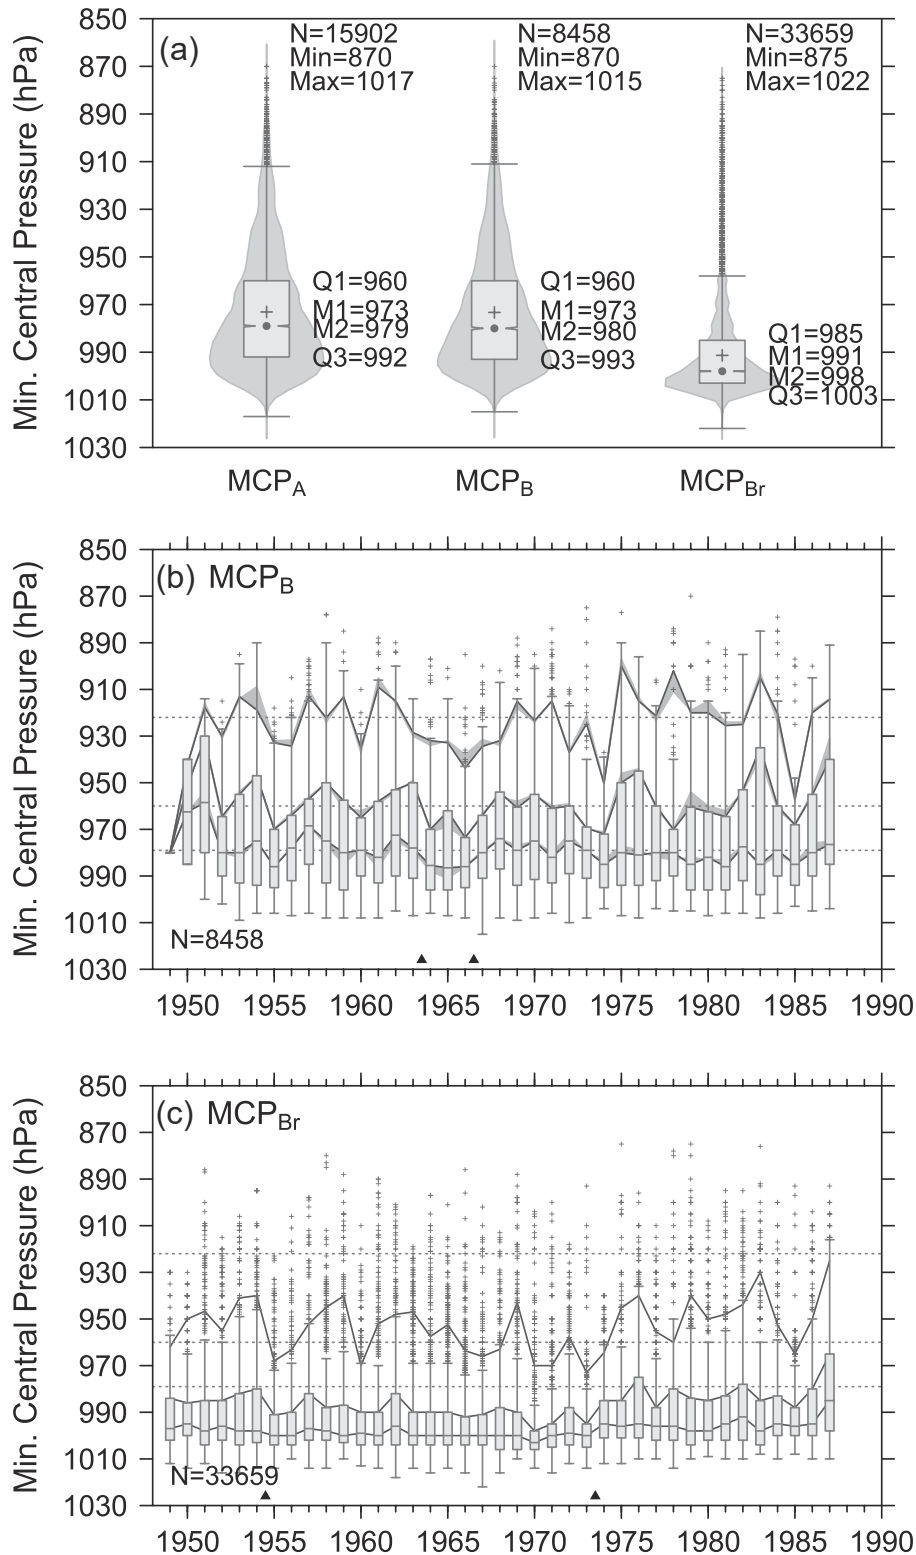 850
870
890
910
930
950
970
990
1010
1030
Min. Central Pressure (hPa)
(a)
N=15902
Min=870
Max=1017
Q1=960
M1=973
M2=979
Q3=992
N=8458
Min=870
Max=1015
Q1=960
M1=973
M2=980
Q3=993
N=33659
Min=875
Max=1022
Q1=985
M1=991
M2=998
Q3=1003
MCPA MCPB MCPBr
850
870
890
910
930
950
970
990
1010
1030
Min. Central Pressure (hPa)
(b) MCPB
N=8458
1950 1955 1960 1965 1970 1975 1980 1985 1990
850
870
890
910
930
950
970
990
1010
1030
Min. Central Pressure (hPa)
(c) MCPBr
N=33659
1950 1955 1960 1965 1970 1975 1980 1985 1990